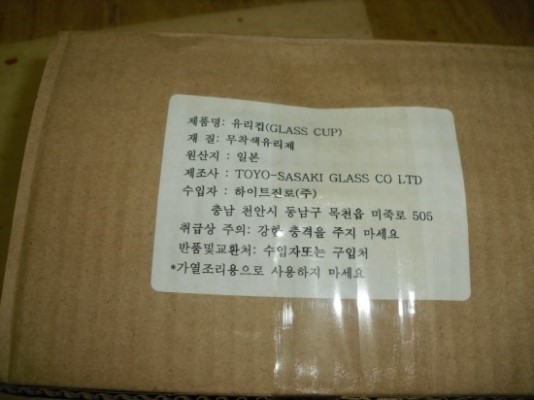 제품명: 유리컵(GLASS CUP)
재 질: 무착색유리제
원산지 : 일본
제조사 : TOYO-SASAKI GLASS CO LTD
수입자 : 하이트진로(주)
충남 천안시 동남구 목천읍 미죽로 505
취급상 주의: 강한 충격을 주지 마세요
반품및교환처: 수입자또는 구입처
*가열조리용으로 사용하지 마세요